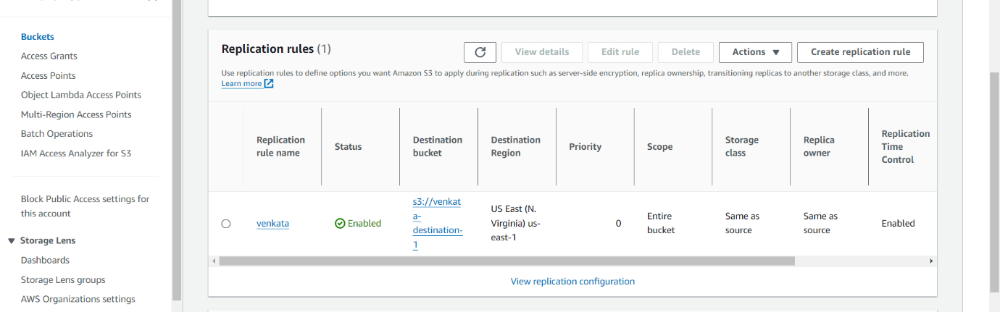 Buckets
Access Grants
Access Points
Object Lambda Access Points
Multi-Region Access Points
Batch Operations
IAM Access Analyzer for S3
Block Public Access settings for
this account
Storage Lens
Dashboards
Storage Lens groups
AWS Organizations settings
Replication rules (1)
View details
Edit rule
Delete
Actions
Create replication rule
Use replication rules to define options you want Amazon S3 to apply during replication such as server-side encryption, replica ownership, transitioning replicas to another storage class, and more.
Learn more
Replication
rule name
Status
Destination
bucket
Destination
Region
Priority
Scope
Storage
class
Replica
owner
Replication
Time
Control
venkata
Enabled
s3://venkat
a-
destination-
1
US East (N.
Virginia) us-
east-1
0
Entire
bucket
Same as
source
Same as
source
Enabled
View replication configuration